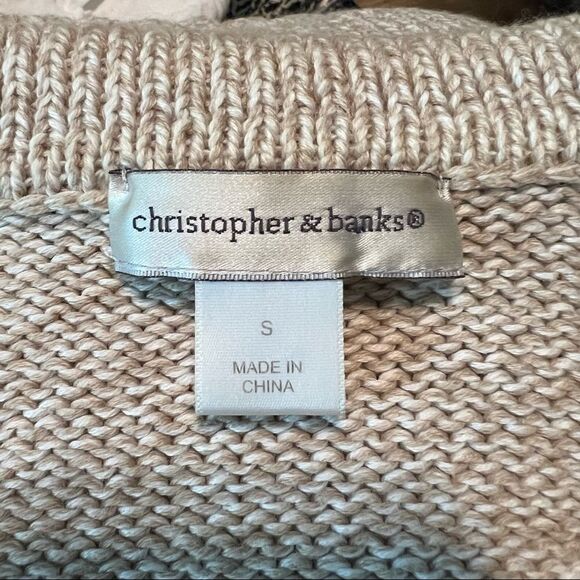 christopher & banks®
S
MADE IN
CHINA